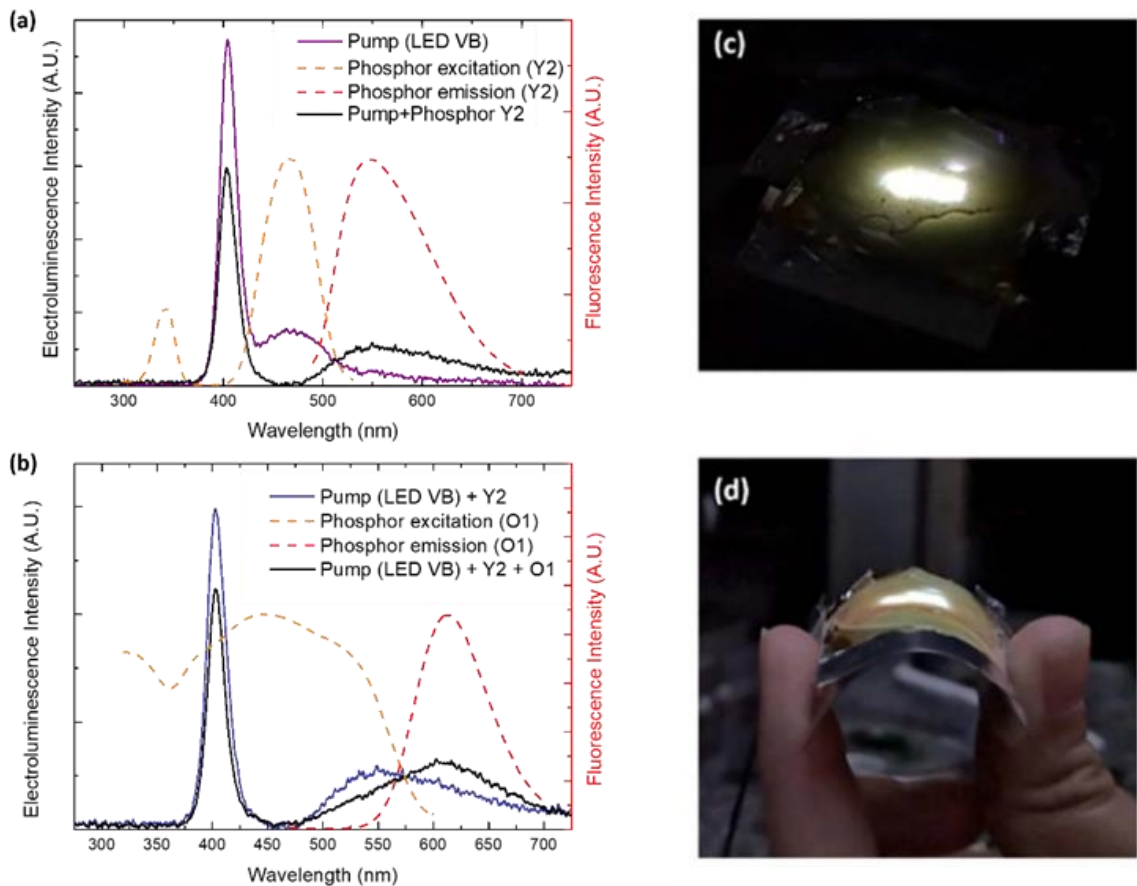 (a)
Electroluminescence Intensity (A.U.)
Pump (LED VB)
Phosphor excitation (Y2)
Phosphor emission (Y2)
Pump+Phosphor Y2
Fluorescence Intensity (A.U.)
300 400 500 600 700
Wavelength (nm)
(c)
(b)
Electroluminescence Intensity (A.U.)
Pump (LED VB) + Y2
Phosphor excitation (O1)
Phosphor emission (O1)
Pump (LED VB) + Y2 + O1
Fluorescence Intensity (A.U.)
300 350 400 450 500 550 600 650 700
Wavelength (nm)
(d)